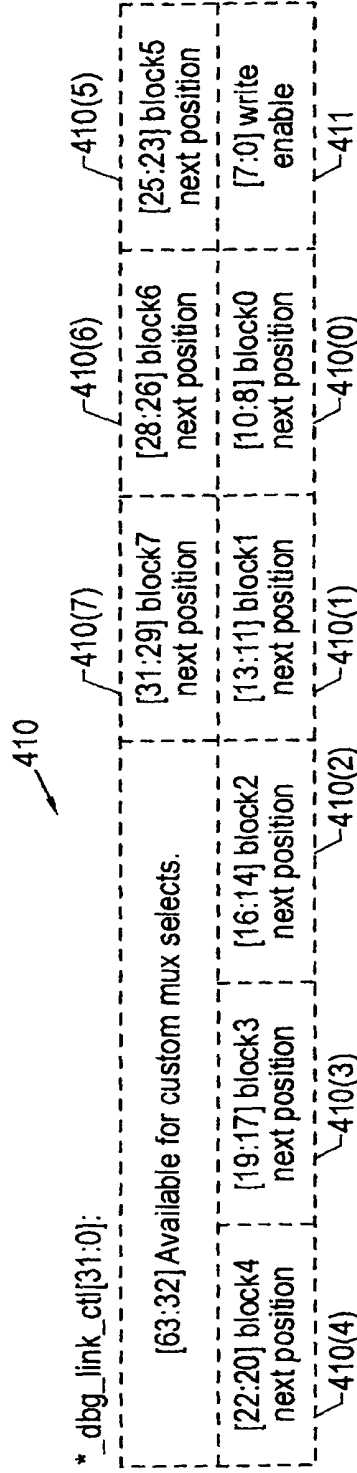 410
*_dbg_link_ctl[31:0]:
410(7)
410(6)
410(5)
[63:32] Available for custom mux selects.
[31:29] block7
next position
[28:26] block6
next position
[25:23] block5
next position
[22:20] block4
next position
[19:17] block3
next position
[16:14] block2
next position
[13:11] block1
next position
[10:8] block0
next position
[7:0] write
enable
410(4)
410(3)
410(2)
410(1)
410(0)
411